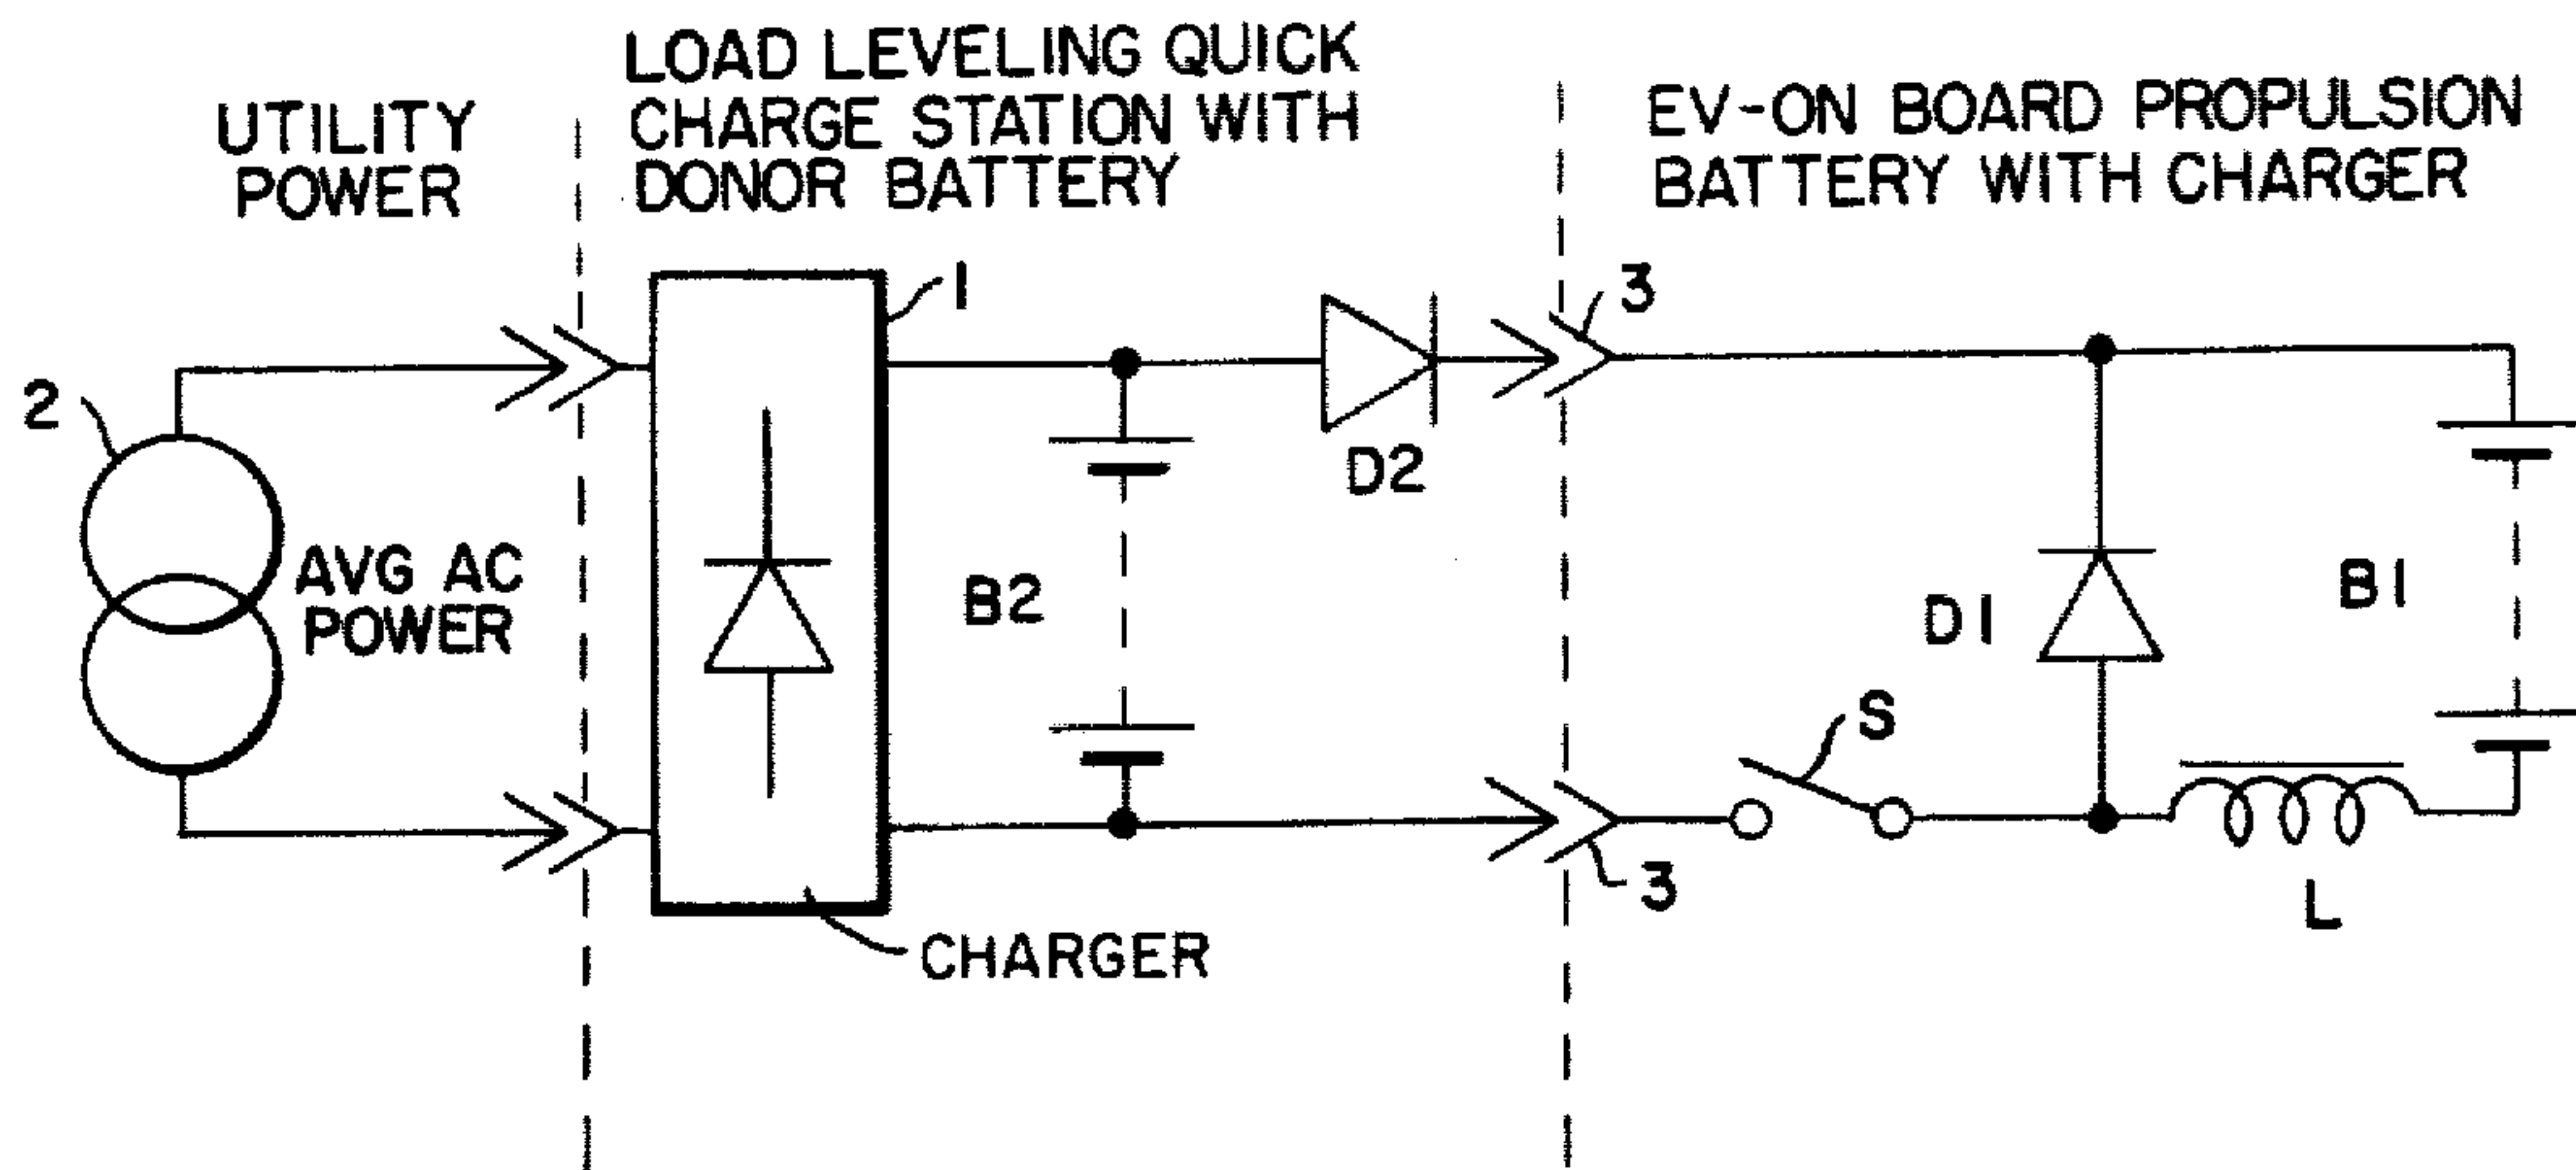 UTILITY
POWER
LOAD LEVELING QUICK
CHARGE STATION WITH
DONOR BATTERY
EV-ON BOARD PROPULSION
BATTERY WITH CHARGER
1
3
2
D2
AVG AC
POWER
B2
D1
B1
S
3
L
CHARGER